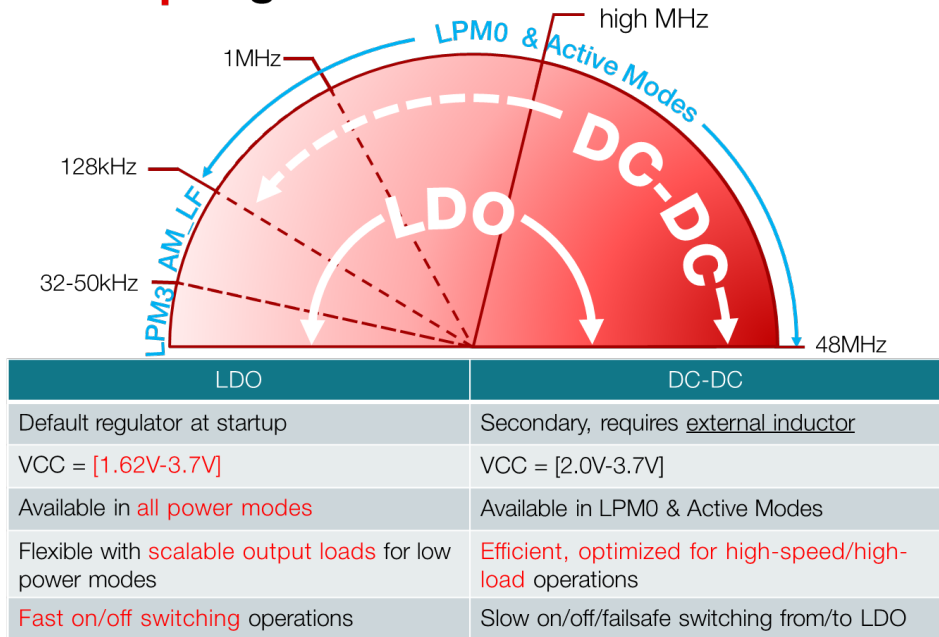 high MHz
LPM0 & Active Modes
1MHz
DC-DC
128kHz
LDO
AM_LF
32-50kHz
LPM3
48MHz
LDO
DC-DC
Default regulator at startup
Secondary, requires external inductor
VCC = [1.62V-3.7V]
VCC = [2.0V-3.7V]
Available in all power modes
Available in LPM0 & Active Modes
Flexible with scalable output loads for low
power modes
Efficient, optimized for high-speed/high-
load operations
Fast on/off switching operations
Slow on/off/failsafe switching from/to LDO